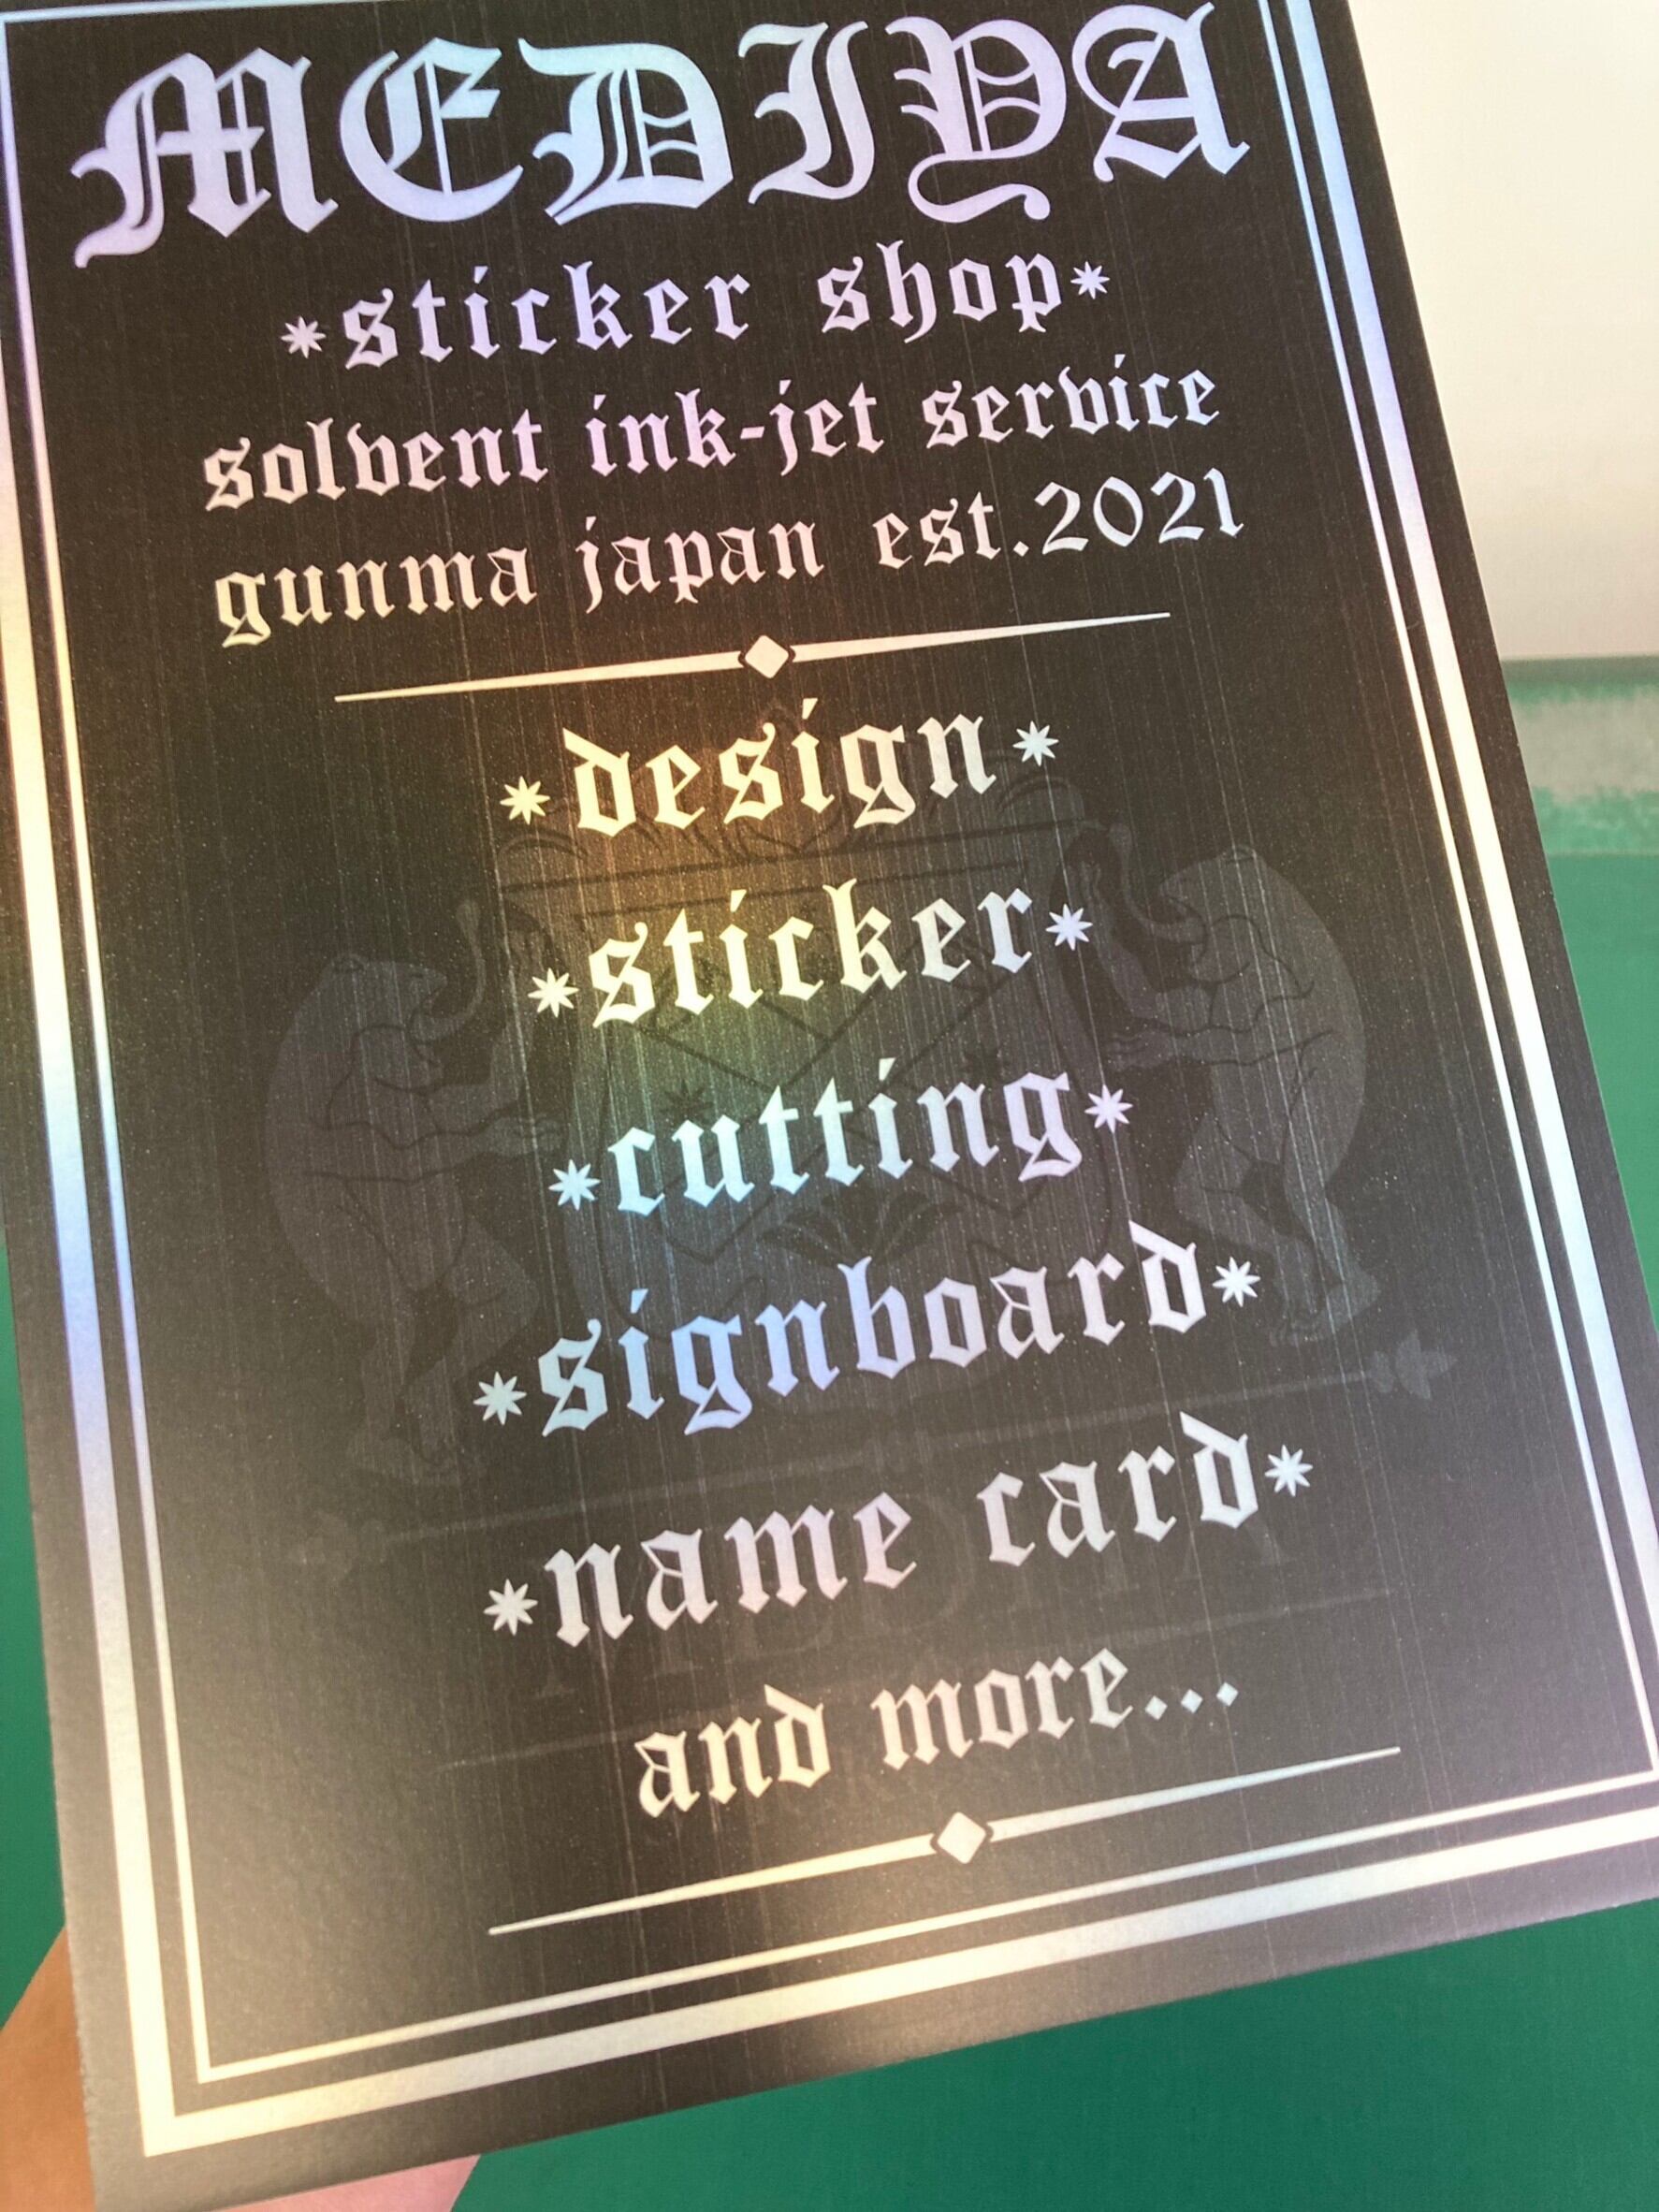 MEDIYA
*sticker shop*
solvent ink-jet service
gunma japan est.2021
*design*
*sticker*
*cutting*
*signboard*
*name card*
and more...
MEDIYA